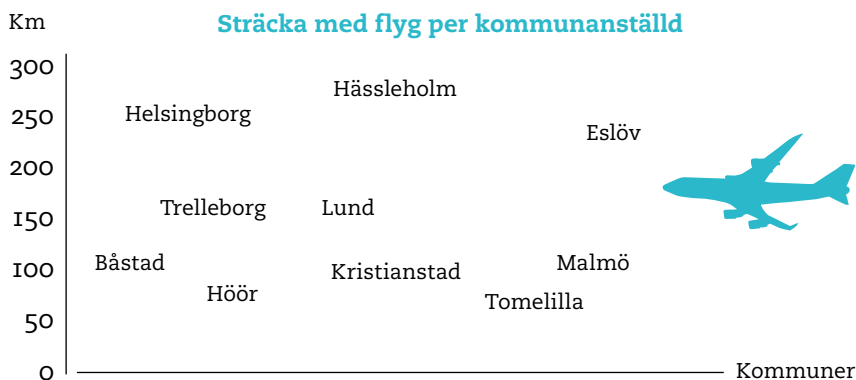 Km
Sträcka med flyg per kommunanställd
300
Hässleholm
250
Helsingborg
Eslöv
200
150
Trelleborg
Lund
100
Båstad
Kristianstad
Malmö
Höör
Tomelilla
50
0
Kommuner